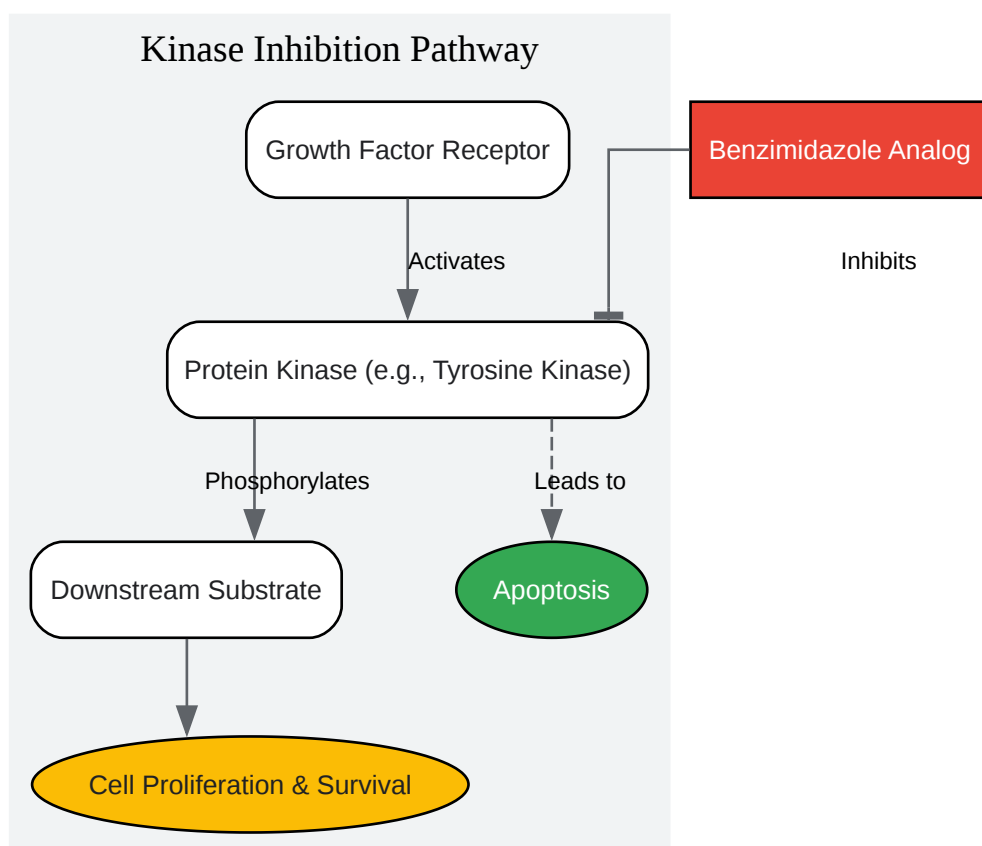 Kinase Inhibition Pathway
Growth Factor Receptor
Benzimidazole Analog
Activates
Inhibits
Protein Kinase (e.g., Tyrosine Kinase)
Phosphorylates
Leads to
Downstream Substrate
Apoptosis
Cell Proliferation & Survival